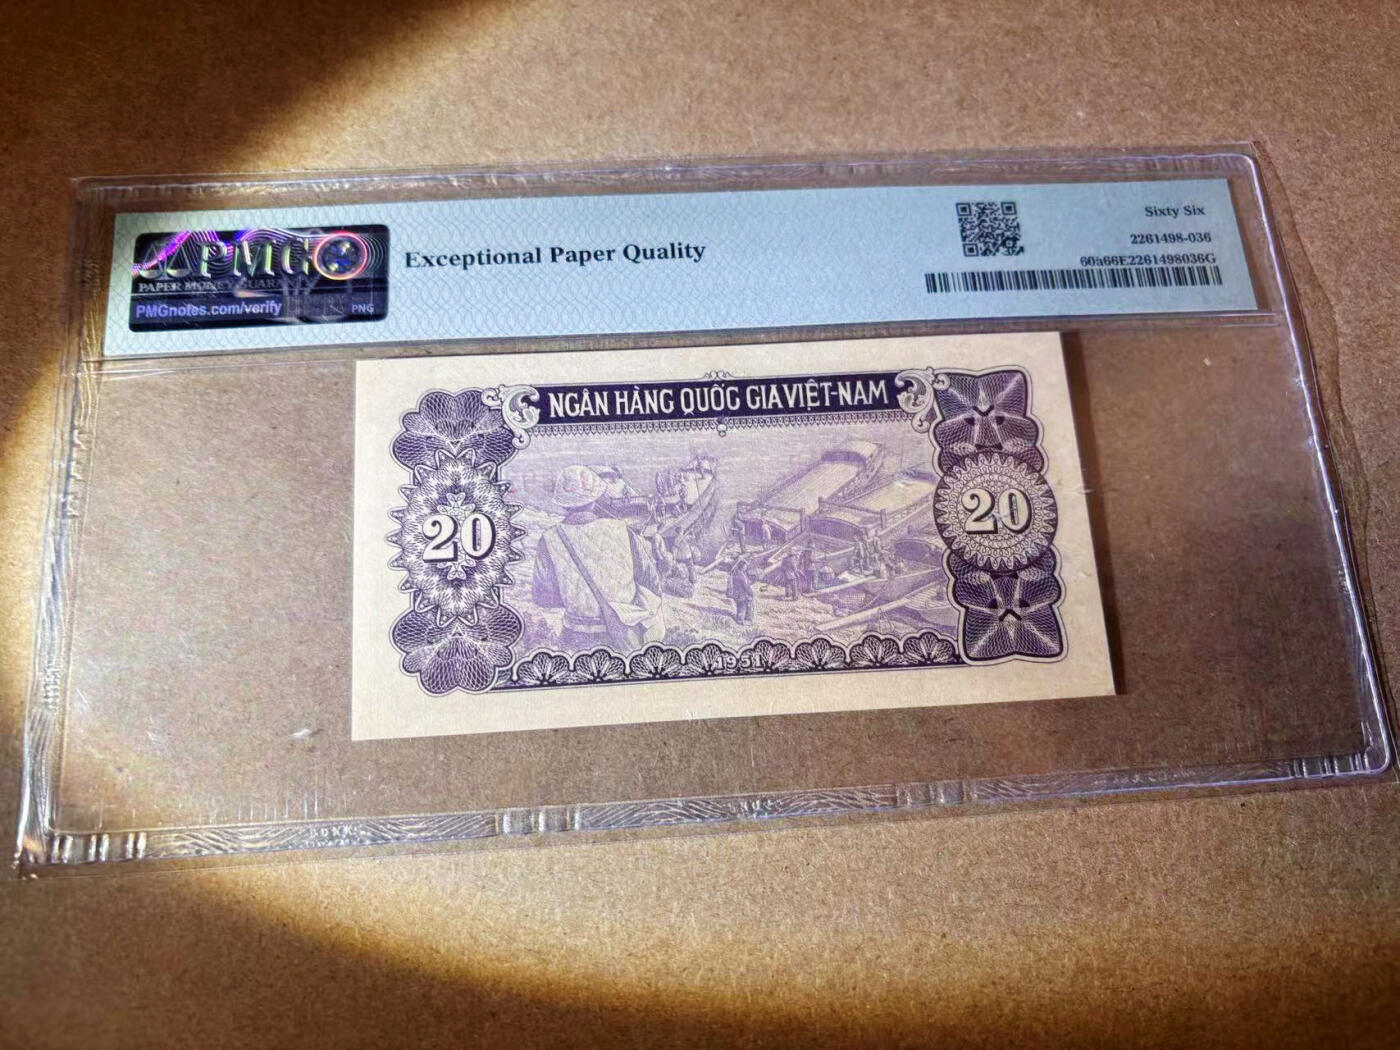 PMG
PAPER MONEY GUARANTY
PMGnotes.com/verify
PNG
Exceptional Paper Quality
Sixty Six
2261498-036
60a66E2261498036G
NGÂN HÀNG QUỐC GIA VIỆT-NAM
20
20
1951